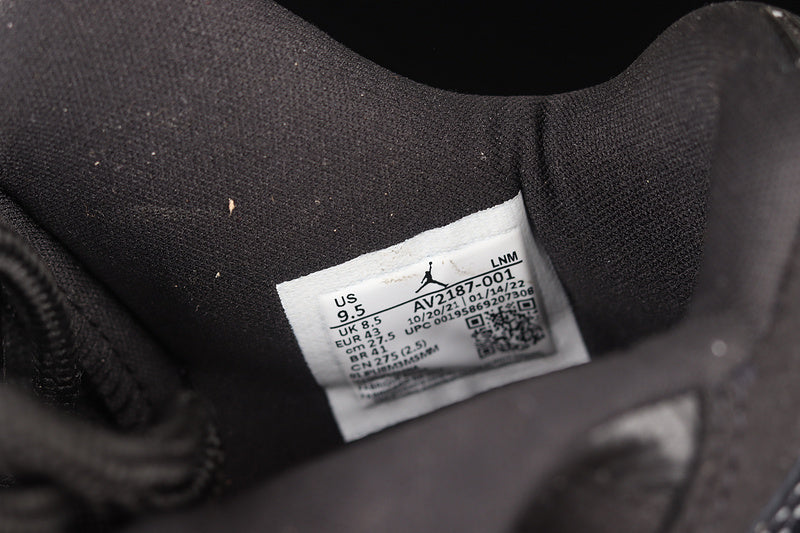 US LNM
9.5 AV2187-001
UK 8.5 10/20/21 | 01/14/22
EUR 43 UPC 00195869207308
cm 27.5
BR 41
CN 275 (2.5)